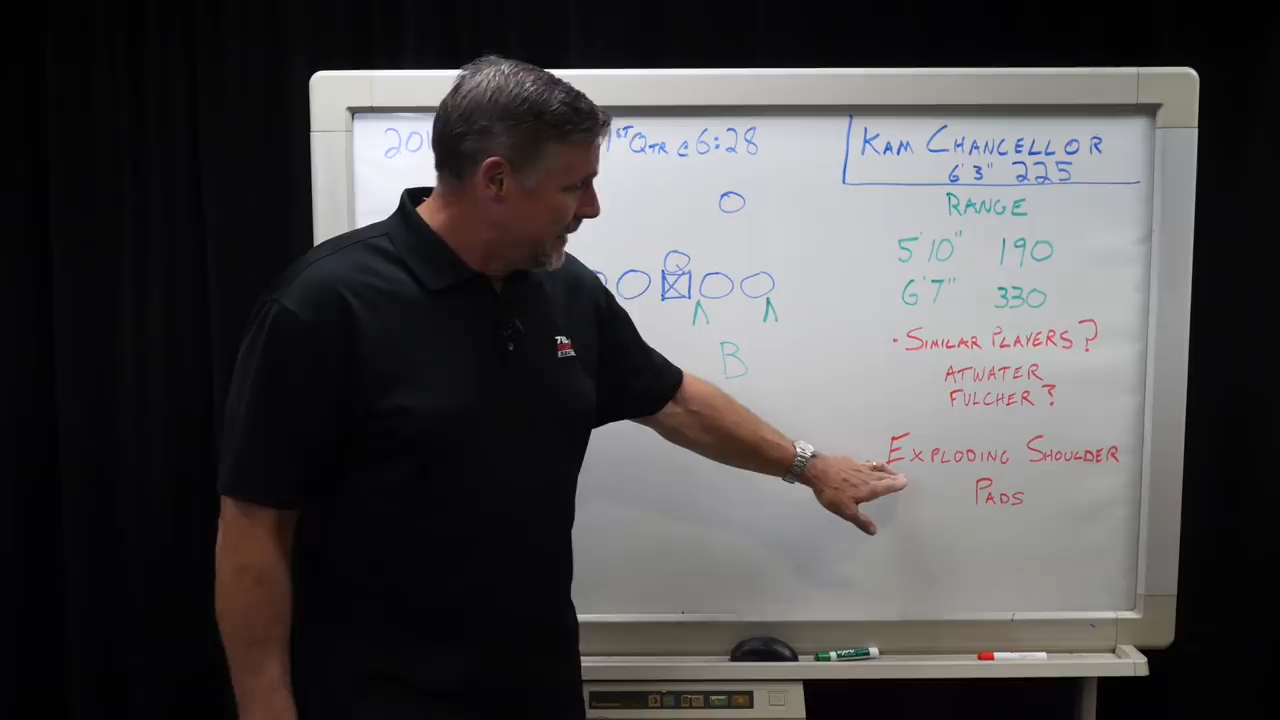 1ST QTR @ 6:28
KAM CHANCELLOR
6'3" 225
RANGE
5'10" 190
6'7" 330
• SIMILAR PLAYERS?
ATWATER
FULCHER?
EXPLODING SHOULDER
PADS
Q
B